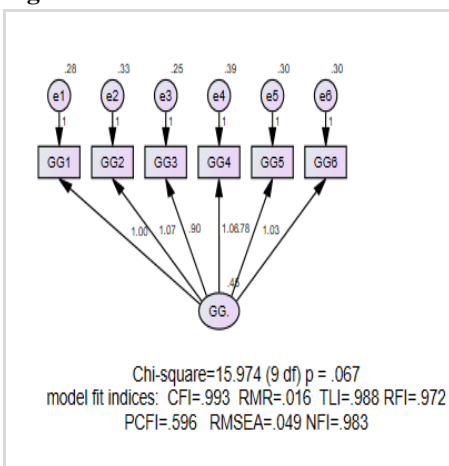 .28 .33 .25 .39 .30 .30
e1 e2 e3 e4 e5 e6
1 1 1 1 1 1
GG1 GG2 GG3 GG4 GG5 GG6
1.00 1.07 .90 1.06 .78 1.03
GG.
Chi-square=15.974 (9 df) p = .067
model fit indices: CFI=.993 RMR=.016 TLI=.988 RFI=.972
PCFI=.596 RMSEA=.049 NFI=.983